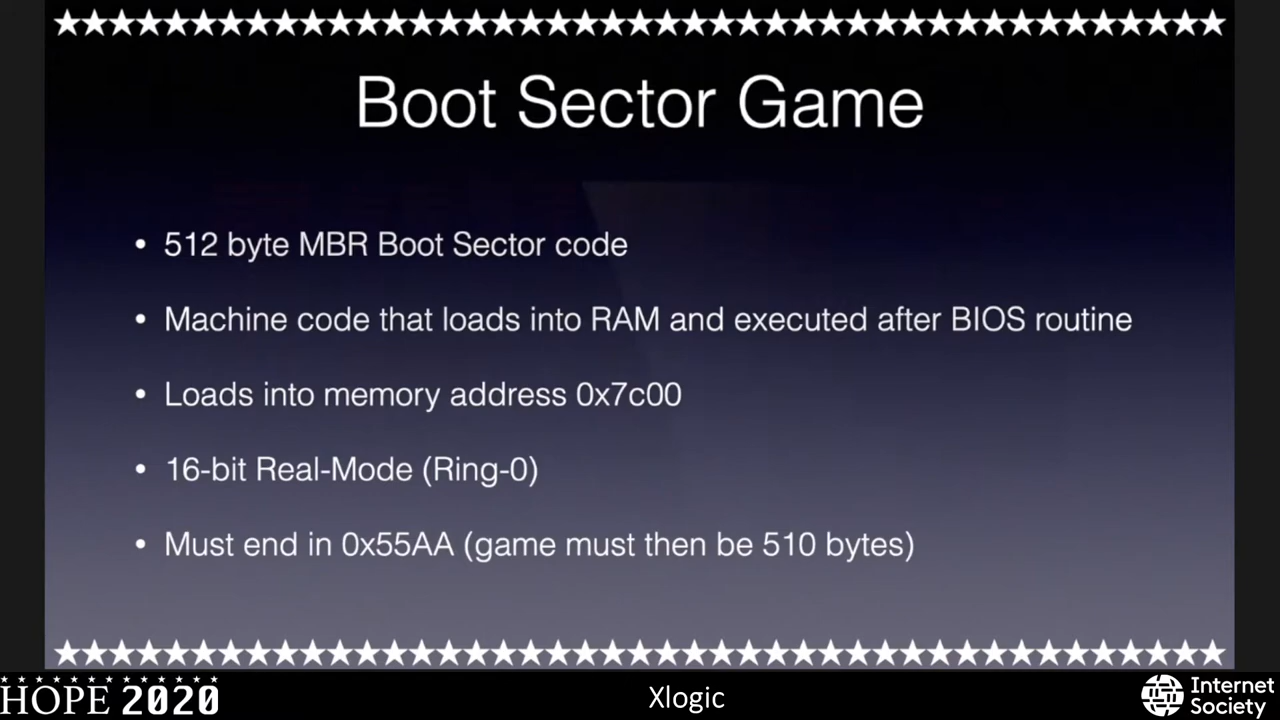 Boot Sector Game
• 512 byte MBR Boot Sector code
• Machine code that loads into RAM and executed after BIOS routine
• Loads into memory address 0x7c00
• 16-bit Real-Mode (Ring-0)
• Must end in 0x55AA (game must then be 510 bytes)
HOPE 2020
Xlogic
Internet
Society